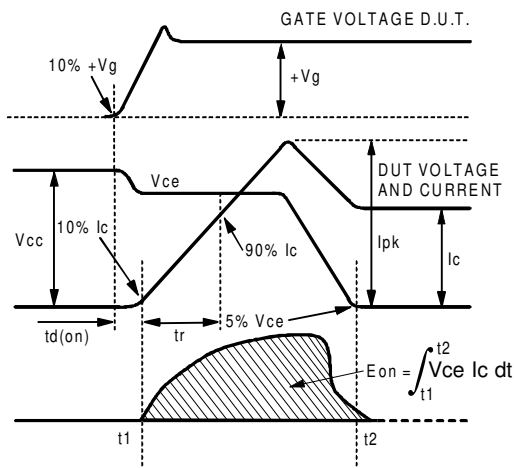 GATE VOLTAGE D.U.T.
10% +Vg
+Vg
Vce
DUT VOLTAGE
AND CURRENT
Vcc
10% Ic
90% Ic
Ipk
Ic
td(on)
tr
5% Vce
Eon = ∫ Vce Ic dt
t2
t1
t1
t2